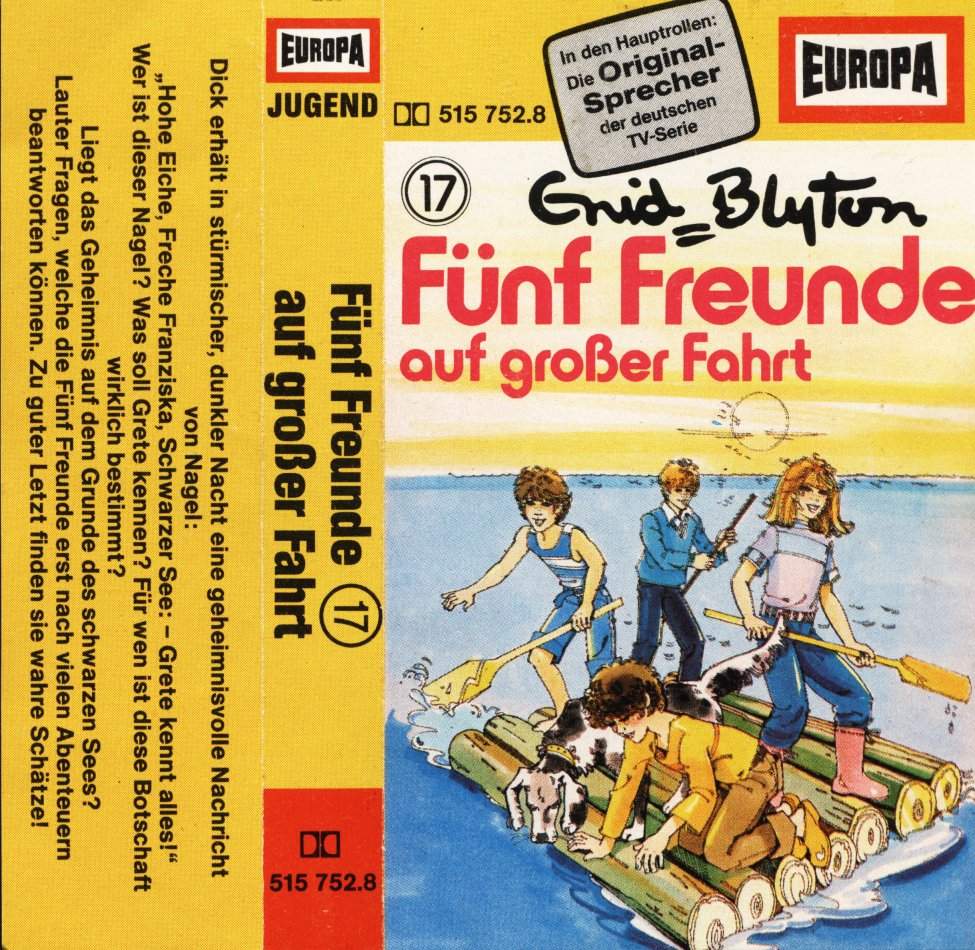 Dick erhält in stürmischer, dunkler Nacht eine geheimnisvolle Nachricht
von Nagel:
„Hohe Eiche, Freche Franziska, Schwarzer See: – Grete kennt alles!“
Wer ist dieser Nagel? Was soll Grete kennen? Für wen ist diese Botschaft
wirklich bestimmt?
Liegt das Geheimnis auf dem Grunde des schwarzen Sees?
Lauter Fragen, welche die Fünf Freunde erst nach vielen Abenteuern
beantworten können. Zu guter Letzt finden sie wahre Schätze!
EUROPA
JUGEND
Fünf Freunde 17
auf großer Fahrt
515 752.8
515 752.8
In den Hauptrollen:
Die Original-
Sprecher
der deutschen
TV-Serie
EUROPA
17
Enid Blyton
Fünf Freunde
auf großer Fahrt